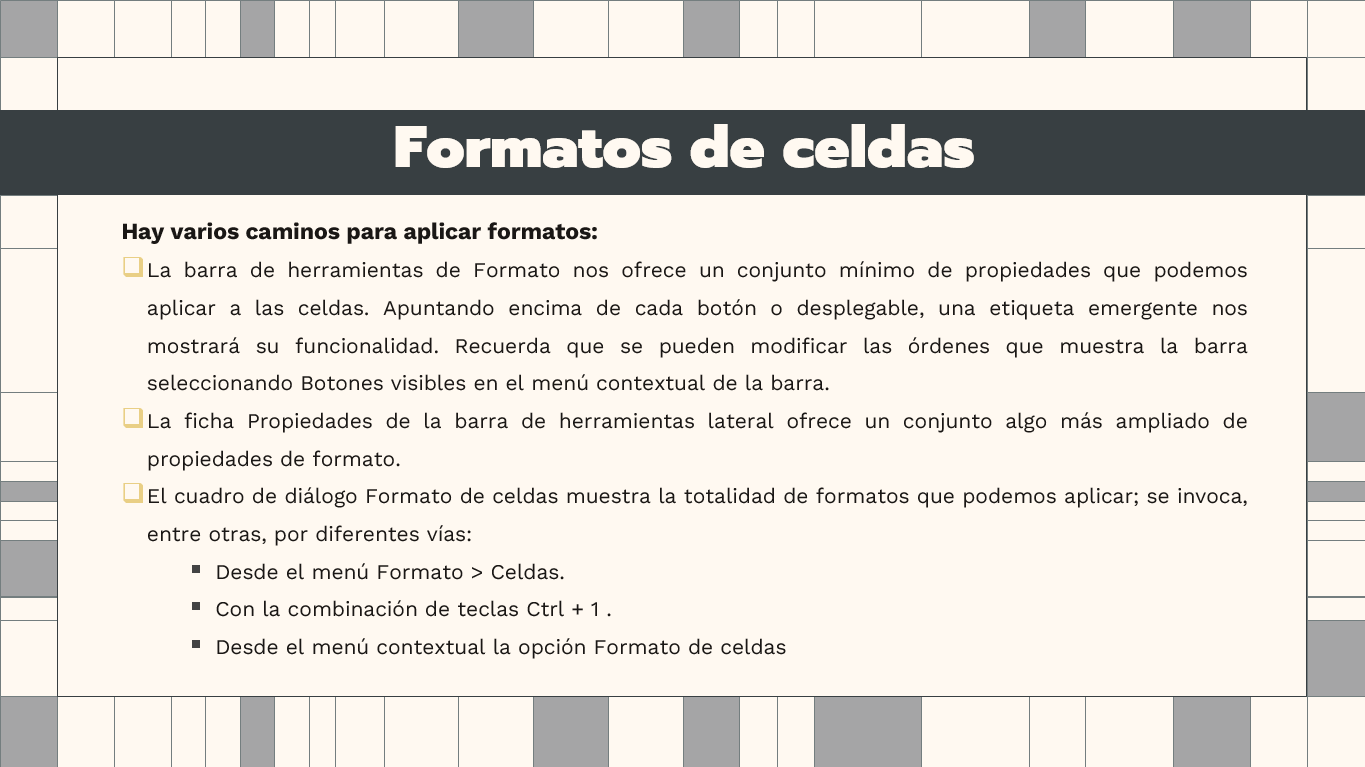 Formatos de celdas
Hay varios caminos para aplicar formatos:
La barra de herramientas de Formato nos ofrece un conjunto mínimo de propiedades que podemos
aplicar a las celdas. Apuntando encima de cada botón o desplegable, una etiqueta emergente nos
mostrará su funcionalidad. Recuerda que se pueden modificar las órdenes que muestra la barra
seleccionando Botones visibles en el menú contextual de la barra.
La ficha Propiedades de la barra de herramientas lateral ofrece un conjunto algo más ampliado de
propiedades de formato.
El cuadro de diálogo Formato de celdas muestra la totalidad de formatos que podemos aplicar; se invoca,
entre otras, por diferentes vías:
Desde el menú Formato > Celdas.
Con la combinación de teclas Ctrl + 1 .
Desde el menú contextual la opción Formato de celdas